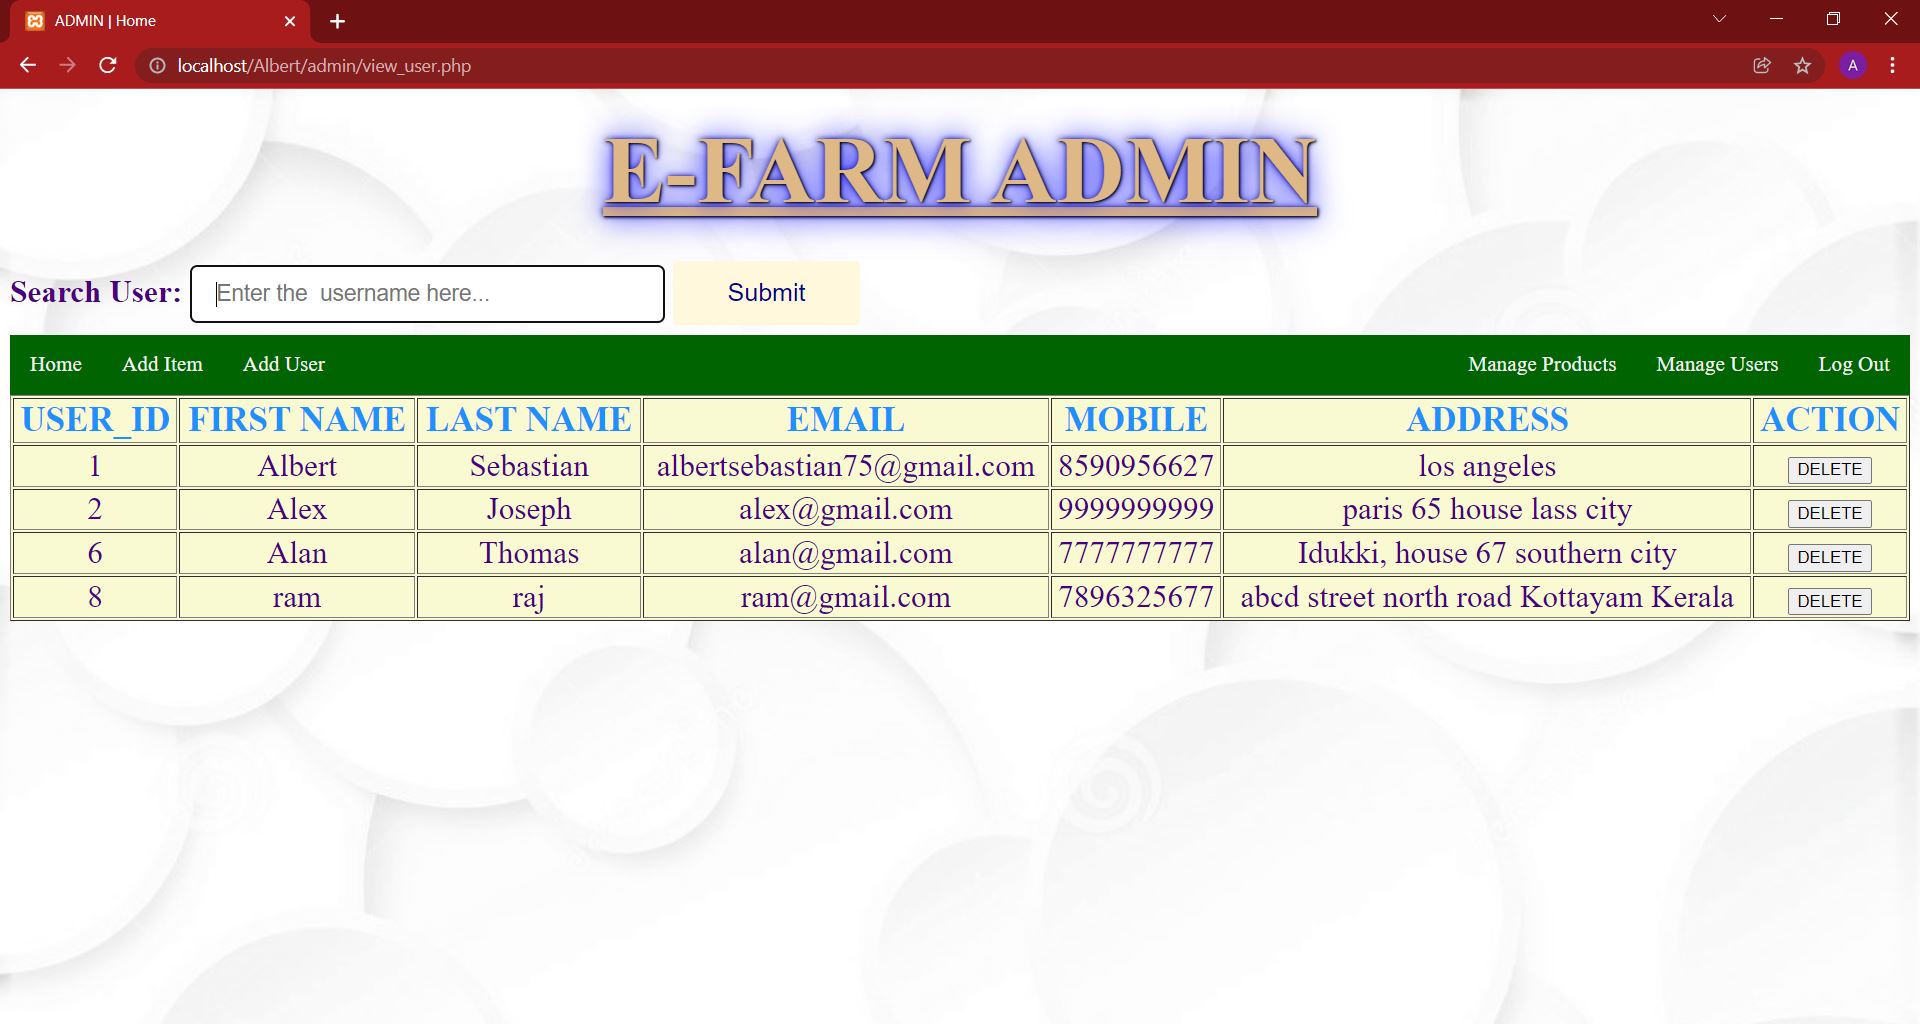 ADMIN | Home
localhost/Albert/admin/view_user.php
A
E-FARM ADMIN
Search User: Enter the  username here... Submit
Home Add Item Add User Manage Products Manage Users Log Out
USER_ID FIRST NAME LAST NAME EMAIL MOBILE ADDRESS ACTION
1 Albert Sebastian albertsebastian75@gmail.com 8590956627 los angeles DELETE
2 Alex Joseph alex@gmail.com 9999999999 paris 65 house lass city DELETE
6 Alan Thomas alan@gmail.com 7777777777 Idukki, house 67 southern city DELETE
8 ram raj ram@gmail.com 7896325677 abcd street north road Kottayam Kerala DELETE